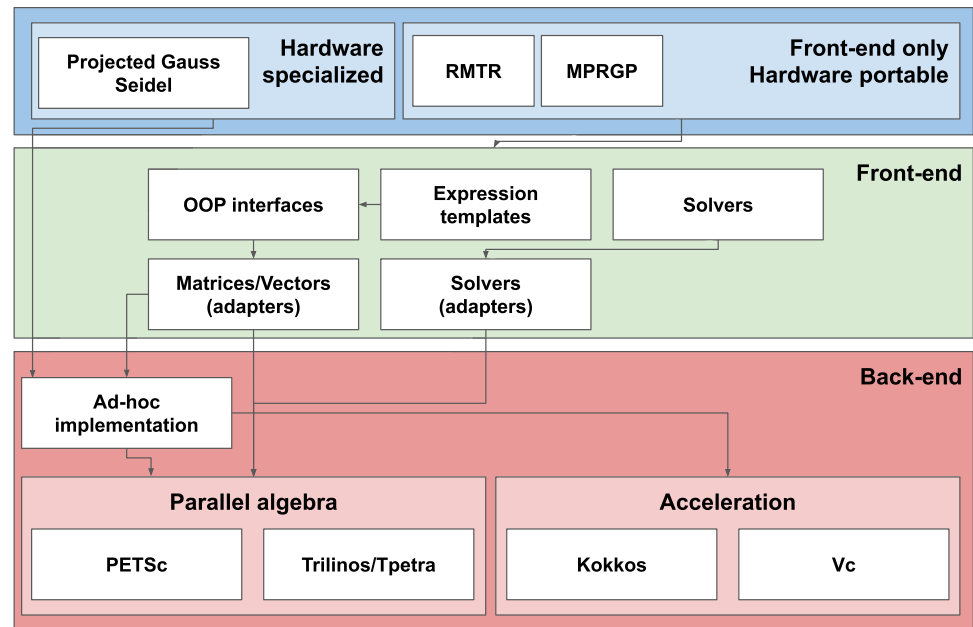 Projected Gauss
Seidel
Hardware
specialized
RMTR
MPRGP
Front-end only
Hardware portable
Front-end
OOP interfaces
Expression
templates
Solvers
Matrices/Vectors
(adapters)
Solvers
(adapters)
Back-end
Ad-hoc
implementation
Parallel algebra
Acceleration
PETSc
Trilinos/Tpetra
Kokkos
Vc